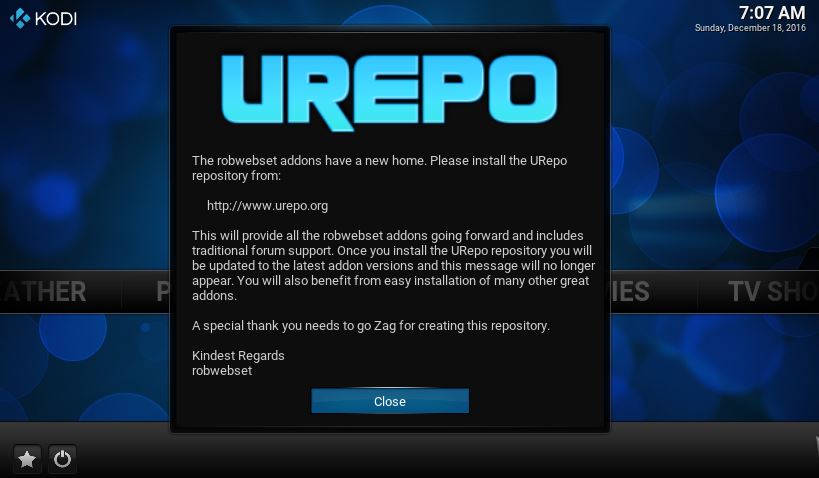 KODI
7:07 AM
Sunday, December 18, 2016
UREPO
The robwebset addons have a new home. Please install the URepo
repository from:
http://www.urepo.org
This will provide all the robwebset addons going forward and includes
traditional forum support. Once you install the URepo repository you will
be updated to the latest addon versions and this message will no longer
appear. You will also benefit from easy installation of many other great
addons.
A special thank you needs to go Zag for creating this repository.
Kindest Regards
robwebset
Close
EATHER
P
IES
TV SHO